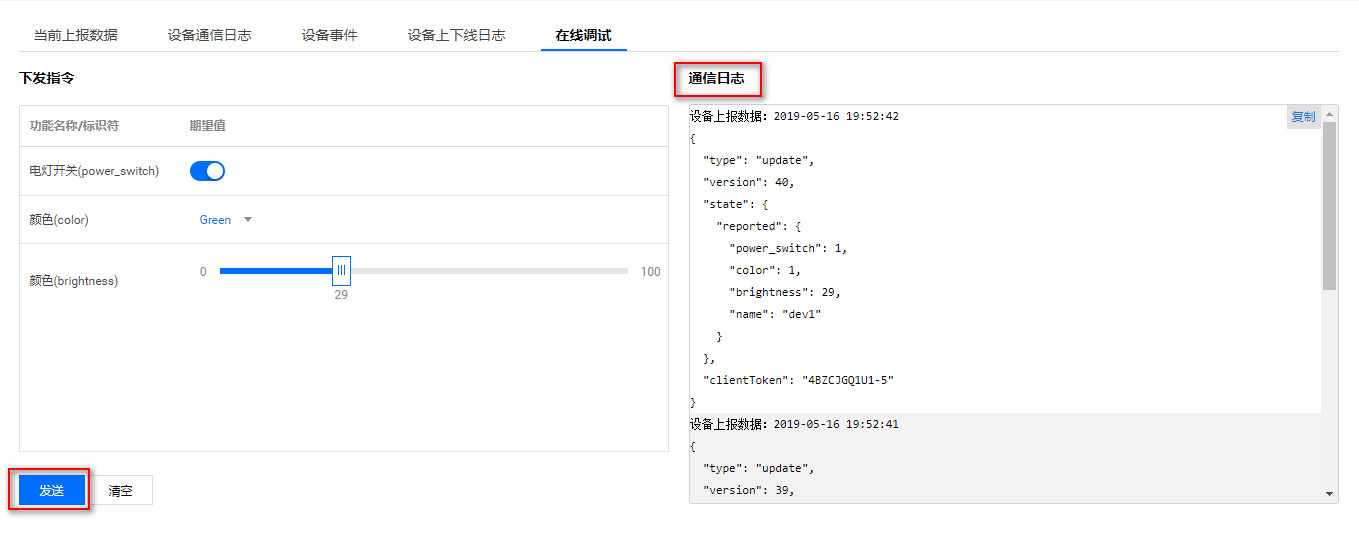 当前上报数据 设备通信日志 设备事件 设备上下线日志 在线调试
下发指令
功能名称/标识符 期望值
电灯开关(power_switch)
颜色(color) Green
颜色(brightness) 0 100
29
发送 清空
通信日志
复制
设备上报数据: 2019-05-16 19:52:42
{
  "type": "update",
  "version": 40,
  "state": {
    "reported": {
      "power_switch": 1,
      "color": 1,
      "brightness": 29,
      "name": "dev1"
    }
  },
  "clientToken": "4BZCJGQ1U1-5"
}
设备上报数据: 2019-05-16 19:52:41
{
  "type": "update",
  "version": 39,